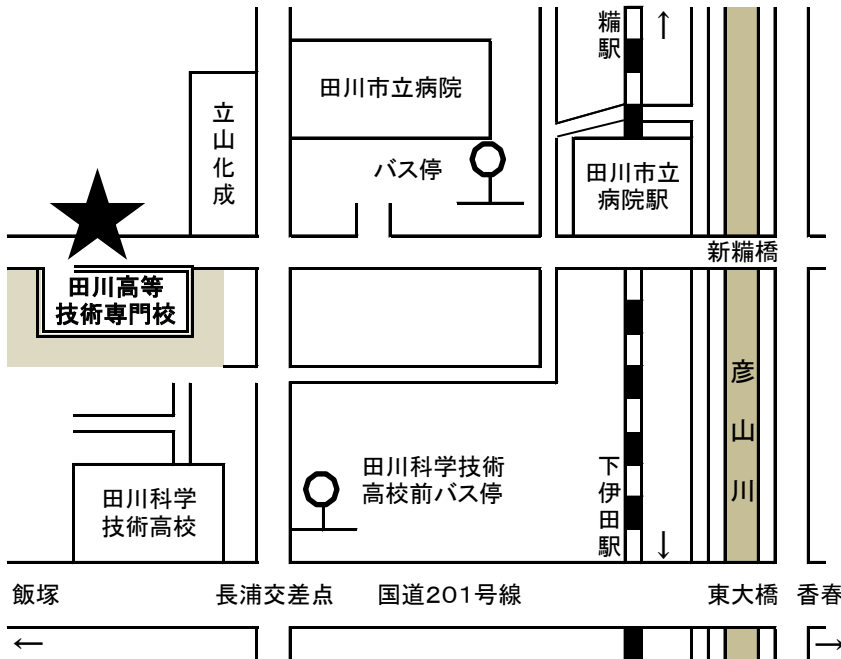 糒駅
↑
田川市立病院
立山化成
バス停
田川市立
病院駅
新糒橋
田川高等
技術専門校
彦山川
田川科学技術
高校前バス停
下伊田駅
↓
田川科学
技術高校
飯塚
長浦交差点
国道201号線
東大橋
香春
←
→